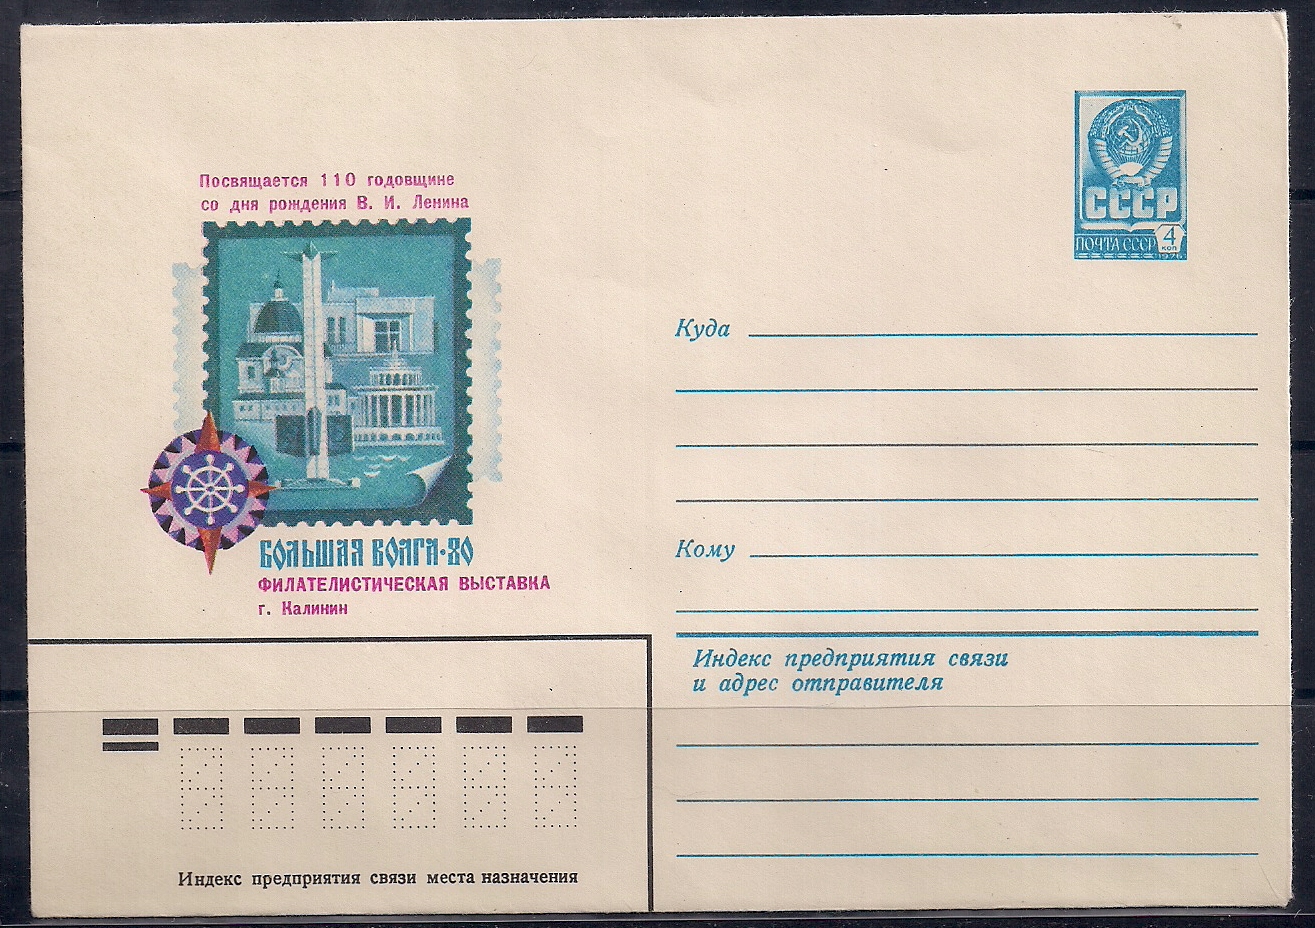 Посвящается 110 годовщине
со дня рождения В. И. Ленина
СССР
ПОЧТА СССР
4
коп
1976
Куда
Кому
БОЛЬШАЯ ВОЛГА·80
ФИЛАТЕЛИСТИЧЕСКАЯ ВЫСТАВКА
г. Калинин
Индекс предприятия связи
и адрес отправителя
Индекс предприятия связи места назначения